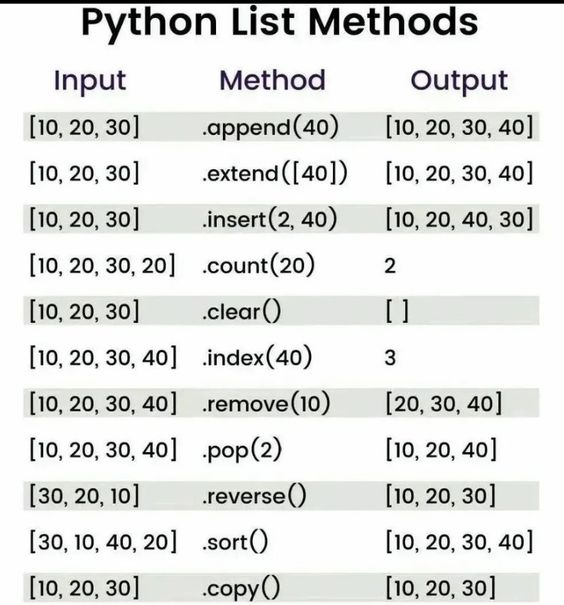 Python List Methods
Input Method Output
[10, 20, 30] .append(40) [10, 20, 30, 40]
[10, 20, 30] .extend([40]) [10, 20, 30, 40]
[10, 20, 30] .insert(2, 40) [10, 20, 40, 30]
[10, 20, 30, 20] .count(20) 2
[10, 20, 30] .clear() [ ]
[10, 20, 30, 40] .index(40) 3
[10, 20, 30, 40] .remove(10) [20, 30, 40]
[10, 20, 30, 40] .pop(2) [10, 20, 40]
[30, 20, 10] .reverse() [10, 20, 30]
[30, 10, 40, 20] .sort() [10, 20, 30, 40]
[10, 20, 30] .copy() [10, 20, 30]